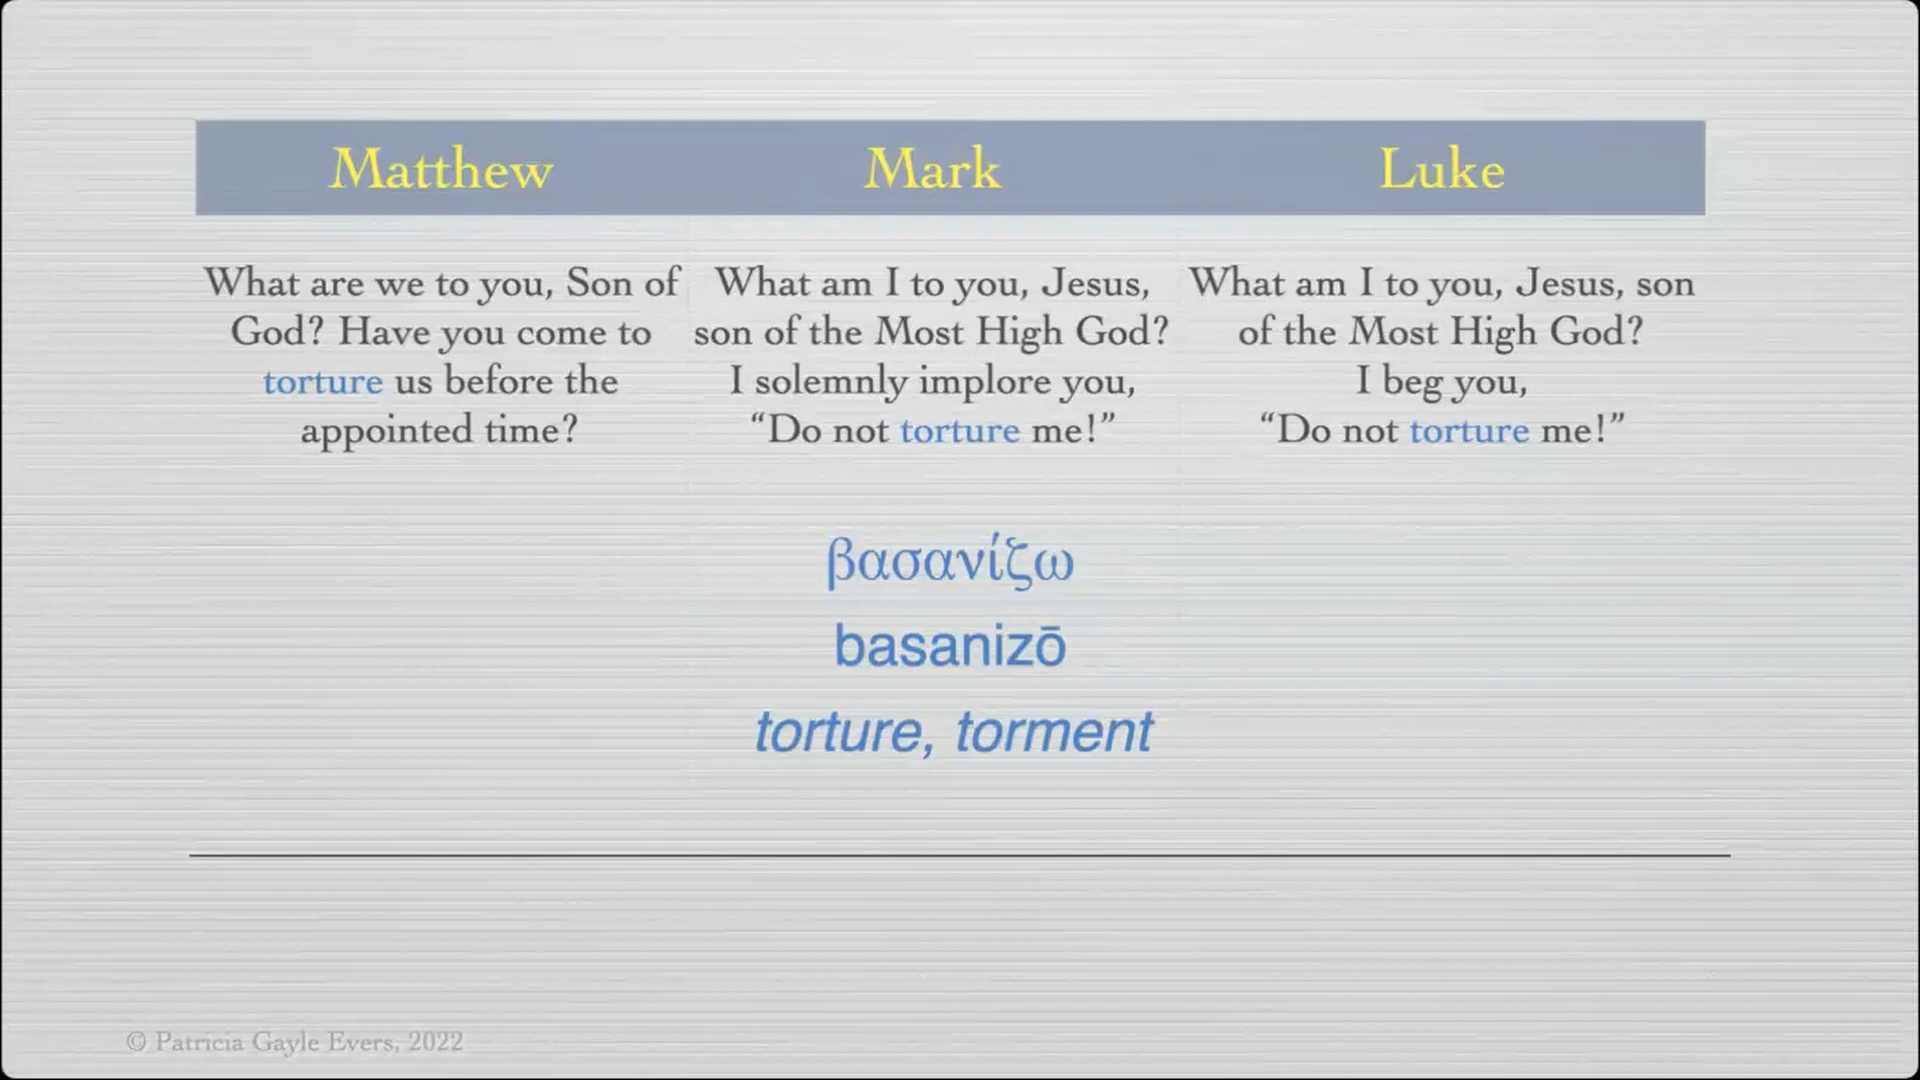 Matthew
Mark
Luke
What are we to you, Son of
God? Have you come to
torture us before the
appointed time?
What am I to you, Jesus,
son of the Most High God?
I solemnly implore you,
“Do not torture me!”
What am I to you, Jesus, son
of the Most High God?
I beg you,
“Do not torture me!”
βασανίζω
basanizō
torture, torment
© Patricia Gayle Evers, 2022